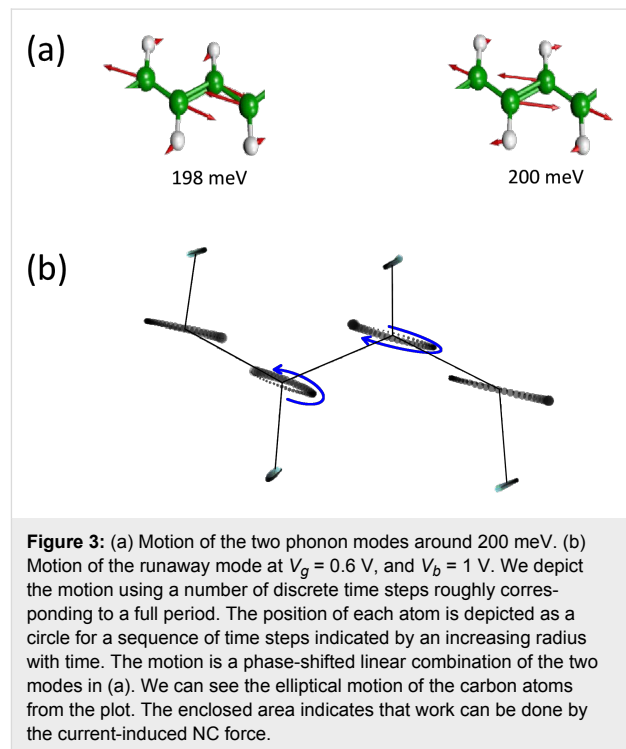 (a)
198 meV 200 meV
(b)
Figure 3: (a) Motion of the two phonon modes around 200 meV. (b)
Motion of the runaway mode at Vg = 0.6 V, and Vb = 1 V. We depict
the motion using a number of discrete time steps roughly corres-
ponding to a full period. The position of each atom is depicted as a
circle for a sequence of time steps indicated by an increasing radius
with time. The motion is a phase-shifted linear combination of the two
modes in (a). We can see the elliptical motion of the carbon atoms
from the plot. The enclosed area indicates that work can be done by
the current-induced NC force.